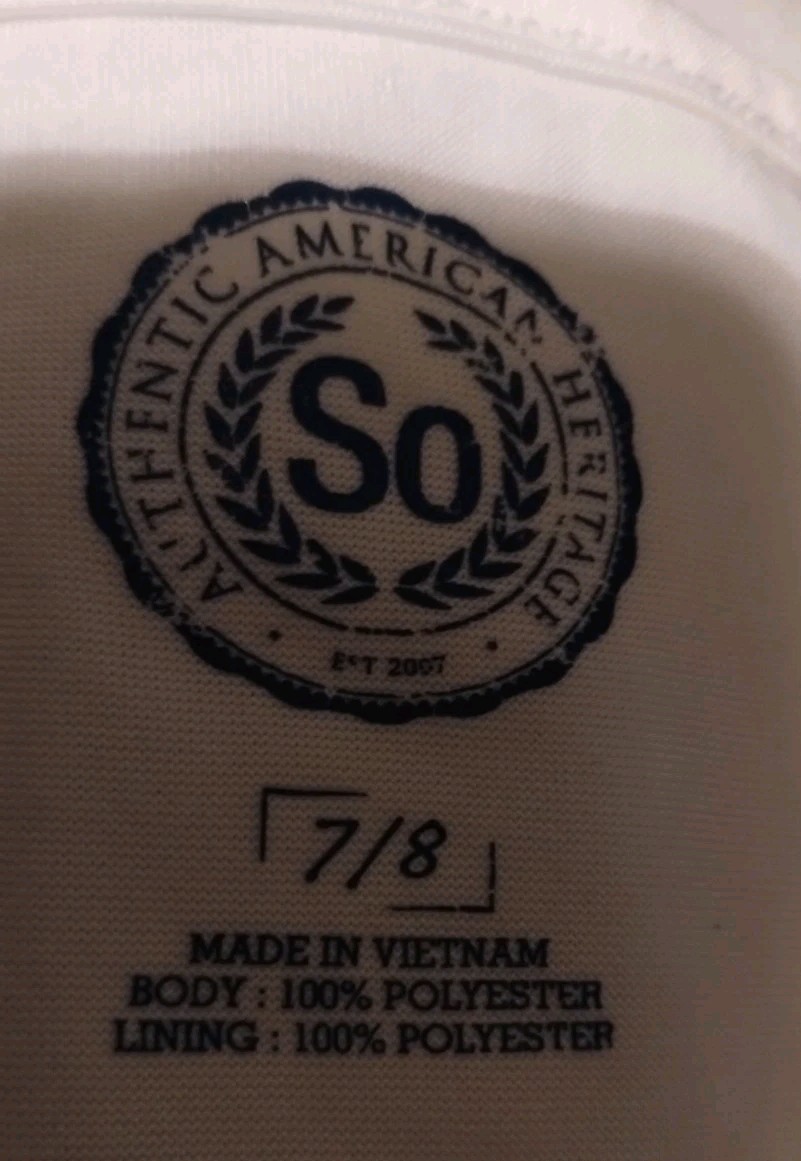 AUTHENTIC AMERICAN HERITAGE
So
EST 2007
7/8
MADE IN VIETNAM
BODY : 100% POLYESTER
LINING : 100% POLYESTER